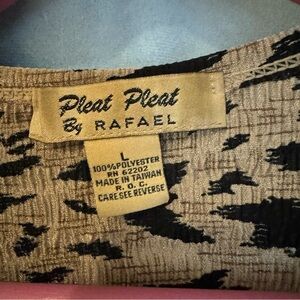 Pleat Pleat
By RAFAEL
L
100% POLYESTER
RN 62202
MADE IN TAIWAN
R. O. C.
CARE SEE REVERSE